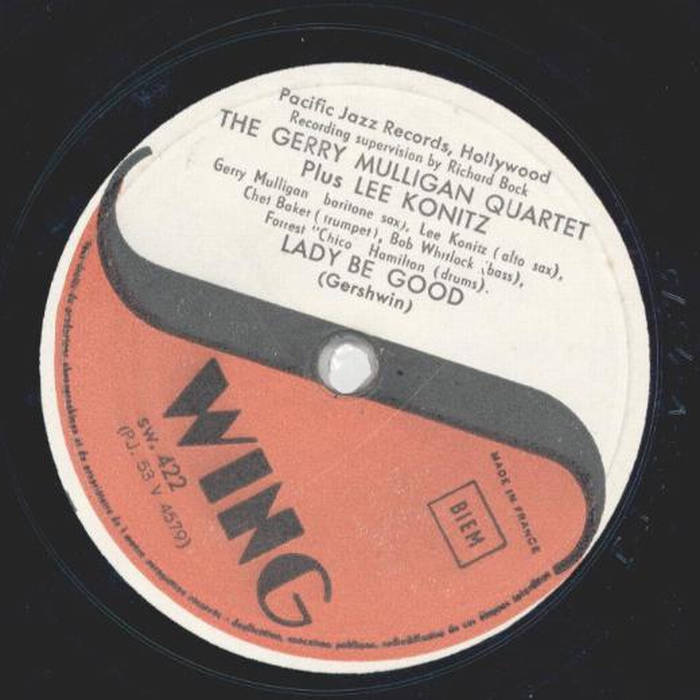 Pacific Jazz Records, Hollywood
Recording supervision by Richard Bock
THE GERRY MULLIGAN QUARTET
Plus LEE KONITZ
Gerry Mulligan baritone sax), Lee Konitz (alto sax),
Chet Baket (trumpet), Bob Whitlock bass),
Forrest "Chico Hamilton (drums).
LADY BE GOOD
(Gershwin)
WING
SW. 422
(P.J. 53 V 4579)
BIEM
MADE IN FRANCE